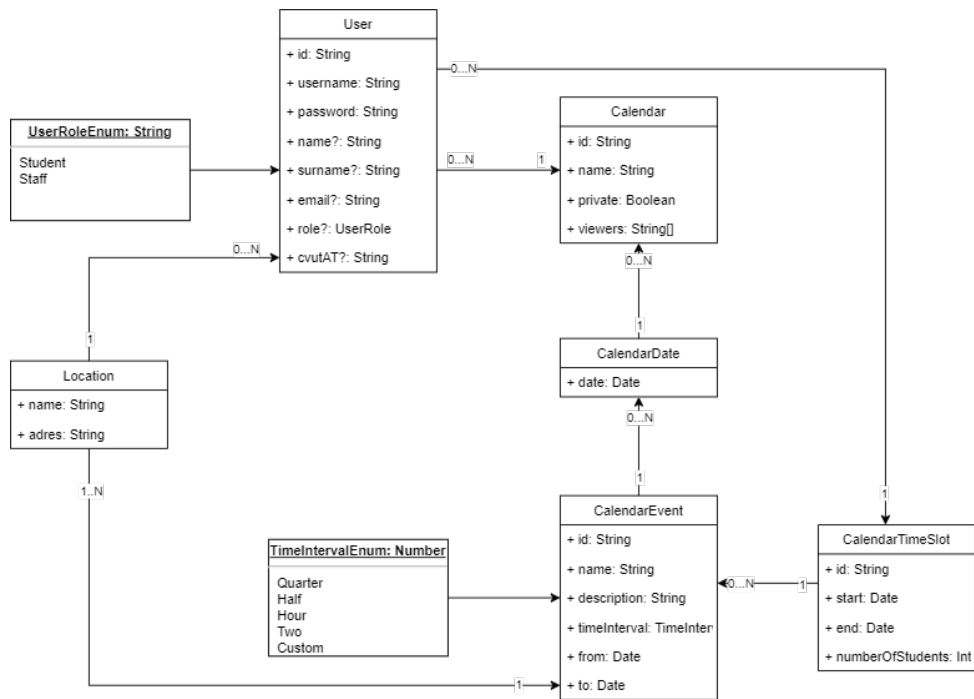 User
+ id: String
+ username: String
+ password: String
+ name?: String
+ surname?: String
+ email?: String
+ role?: UserRole
+ cvutAT?: String
0...N
0...N
1
0...N
Calendar
+ id: String
+ name: String
+ private: Boolean
+ viewers: String[]
UserRoleEnum: String
Student
Staff
0...N
1
1
Location
+ name: String
+ adres: String
CalendarDate
+ date: Date
0...N
1
1
1...N
CalendarEvent
+ id: String
+ name: String
+ description: String
+ timeInterval: TimeInter
+ from: Date
+ to: Date
TimeIntervalEnum: Number
Quarter
Half
Hour
Two
Custom
CalendarTimeSlot
+ id: String
+ start: Date
+ end: Date
+ numberOfStudents: Int
0...N
1
1